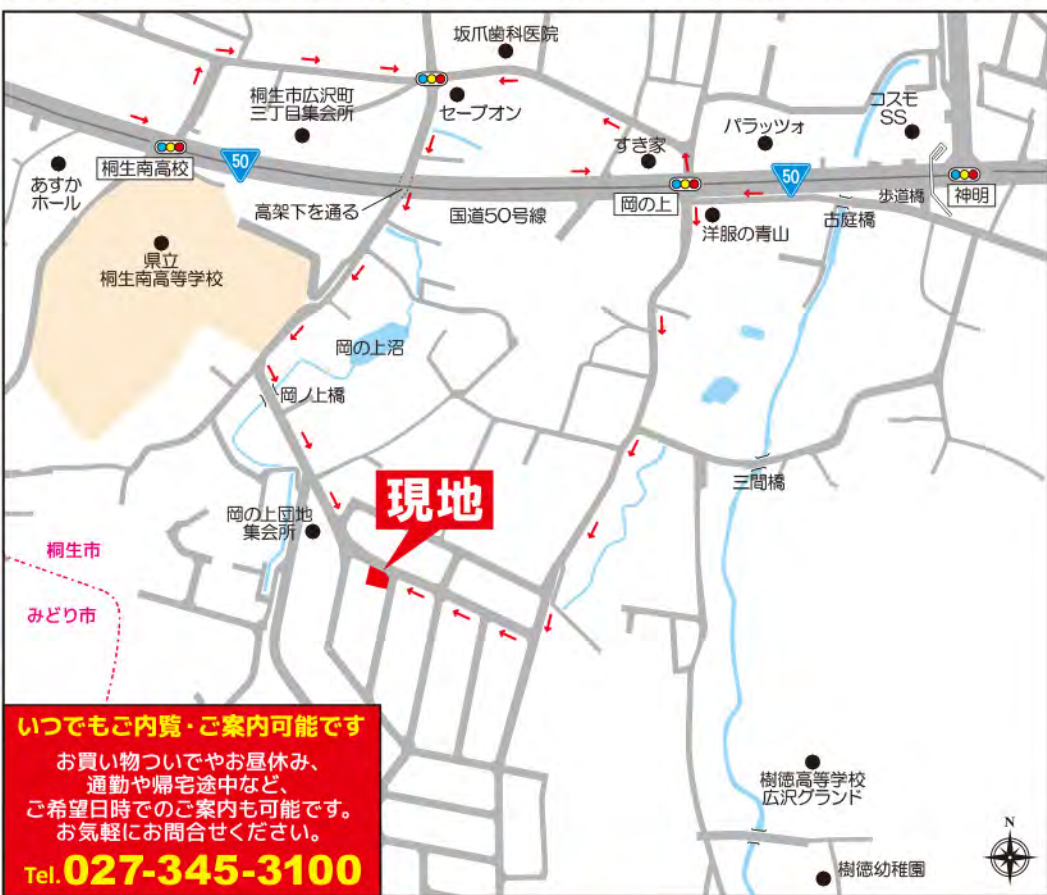 坂爪歯科医院
桐生市広沢町
三丁目集会所
セーブオン
コスモ
SS
パラッツォ
すき家
桐生南高校
50
あすか
ホール
50
岡の上
神明
歩道橋
高架下を通る
国道50号線
洋服の青山
古庭橋
県立
桐生南高等学校
岡の上沼
岡ノ上橋
三間橋
現地
岡の上団地
集会所
桐生市
みどり市
いつでもご内覧・ご案内可能です
お買い物ついでやお昼休み、
通勤や帰宅途中など、
ご希望日時でのご案内も可能です。
お気軽にお問合せください。
Tel.027-345-3100
樹徳高等学校
広沢グランド
N
樹徳幼稚園